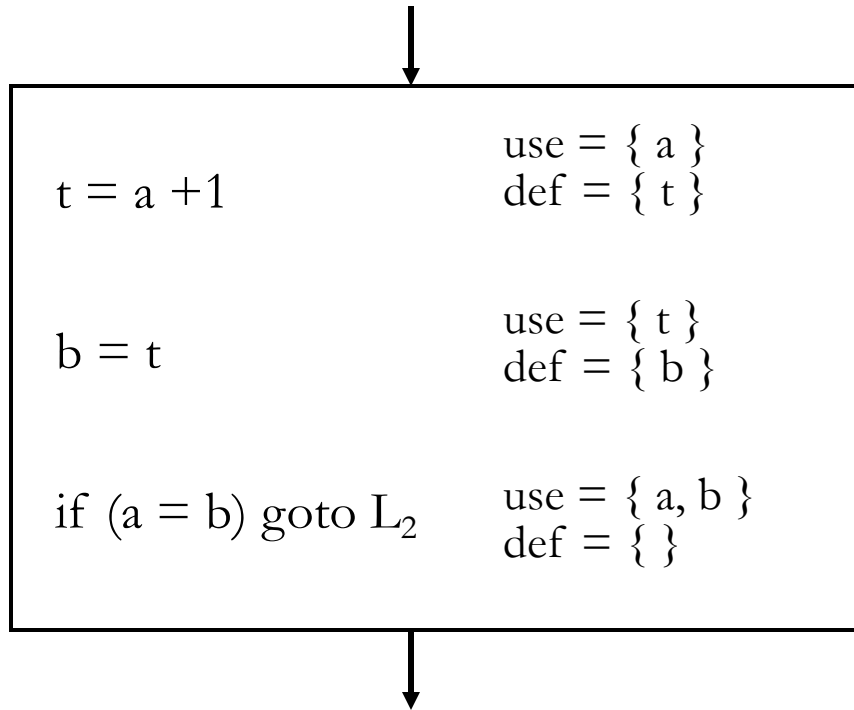 use = { a }
t = a +1
def = { t }
use = { t }
b = t
def = { b }
use = { a, b }
if (a = b) goto L₂
def = { }